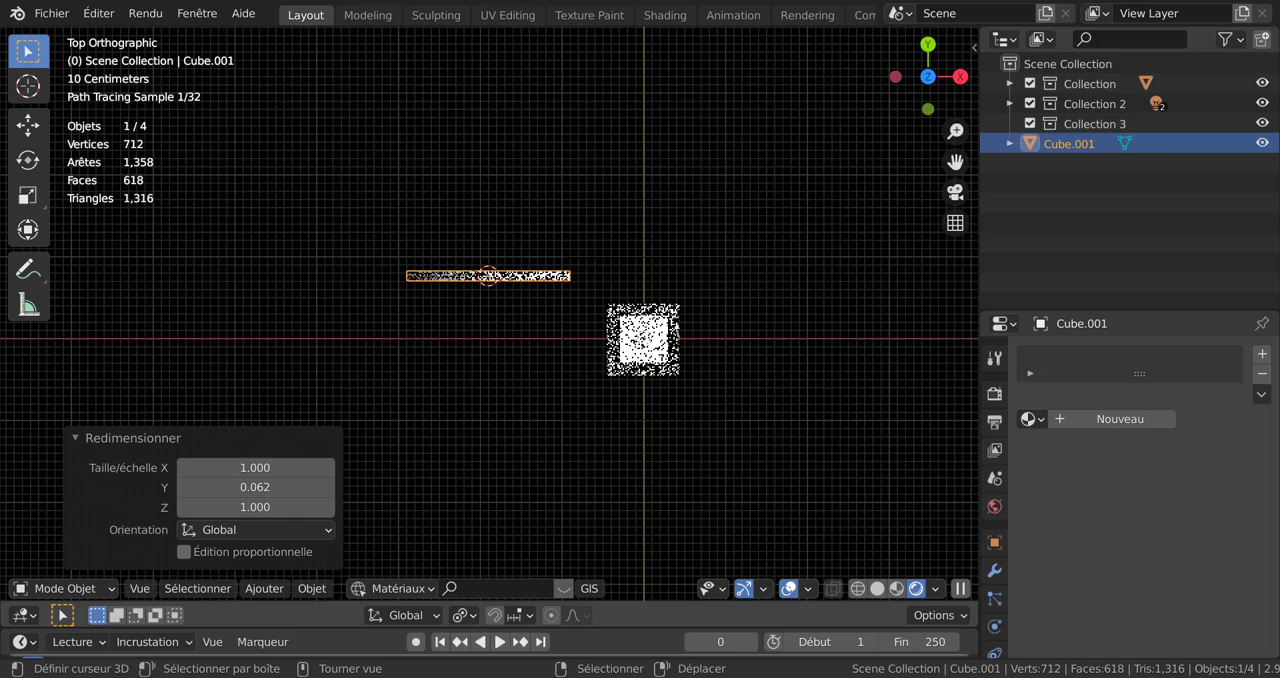 Fichier Éditer Rendu Fenêtre Aide Layout Modeling Sculpting UV Editing Texture Paint Shading Animation Rendering Com Scene View Layer
Top Orthographic
(0) Scene Collection | Cube.001
10 Centimeters
Path Tracing Sample 1/32
Objets 1 / 4
Vertices 712
Arêtes 1,358
Faces 618
Triangles 1,316
Y
Z X
Scene Collection
Collection
Collection 2 2
Collection 3
Cube.001
Cube.001
Nouveau
Redimensionner
Taille/échelle X 1.000
Y 0.062
Z 1.000
Orientation Global
Édition proportionnelle
Mode Objet Vue Sélectionner Ajouter Objet Matériaux GIS
Global Options
Lecture Incrustation Vue Marqueur 0 Début 1 Fin 250
Définir curseur 3D Sélectionner par boîte Tourner vue Sélectionner Déplacer Scene Collection | Cube.001 | Verts:712 | Faces:618 | Tris:1,316 | Objects:1/4 | 2.9